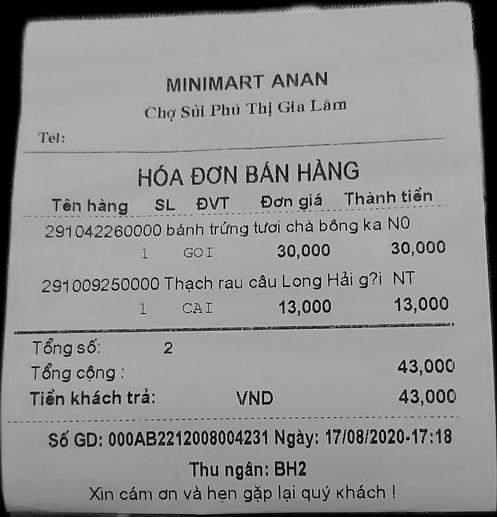 MINIMART ANAN
Chợ Sủi Phú Thị Gia Lâm
Tel:
HÓA ĐƠN BÁN HÀNG
Tên hàng SL ĐVT Đơn giá Thành tiền
291042260000 bánh trứng tươi chà bông ka N0
1 GOI 30,000 30,000
291009250000 Thạch rau câu Long Hải g?i NT
1 CAI 13,000 13,000
Tổng số: 2
Tổng cộng : 43,000
Tiền khách trả: VND 43,000
Số GD: 000AB2212008004231 Ngày: 17/08/2020-17:18
Thu ngân: BH2
Xin cám ơn và hẹn gặp lại quý khách !